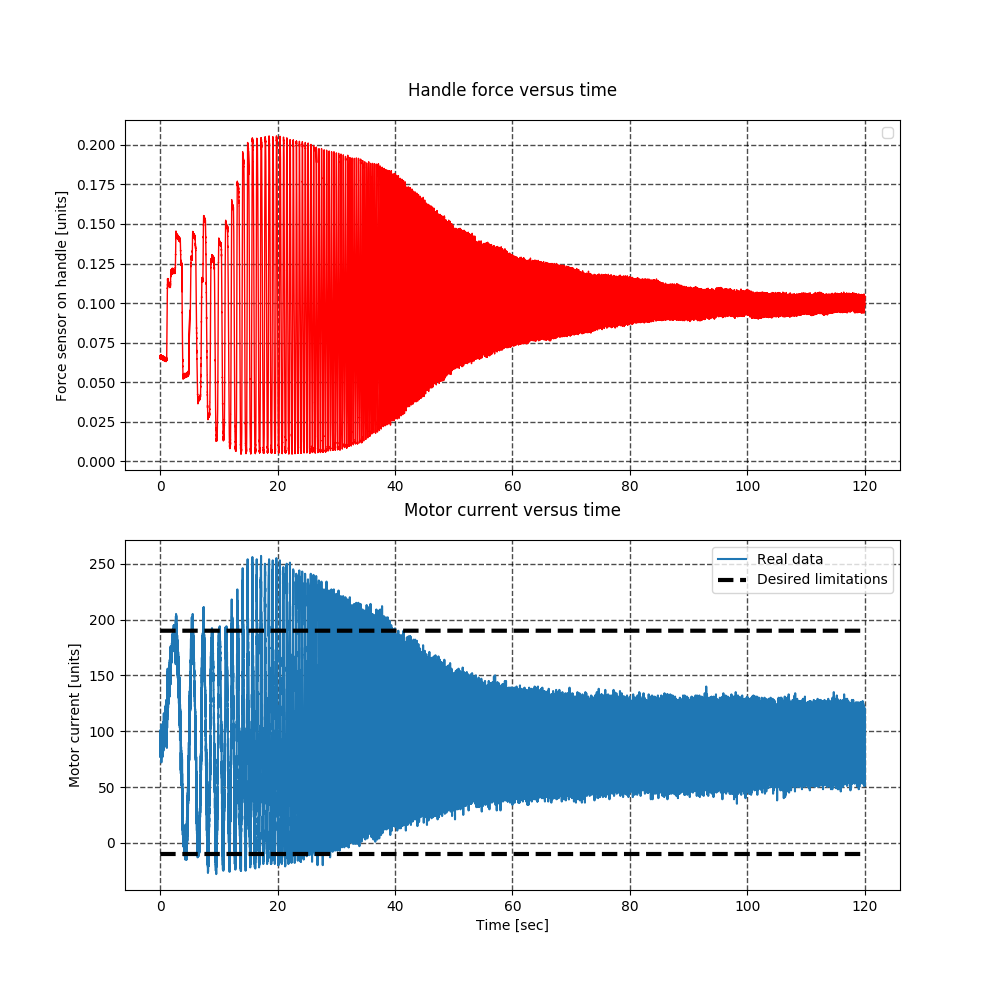 Handle force versus time
0.200
0.175
0.150
0.125
0.100
0.075
0.050
0.025
0.000
Force sensor on handle [units]
0 20 40 60 80 100 120
Motor current versus time
250
200
150
100
50
0
Motor current [units]
Real data
Desired limitations
0 20 40 60 80 100 120
Time [sec]